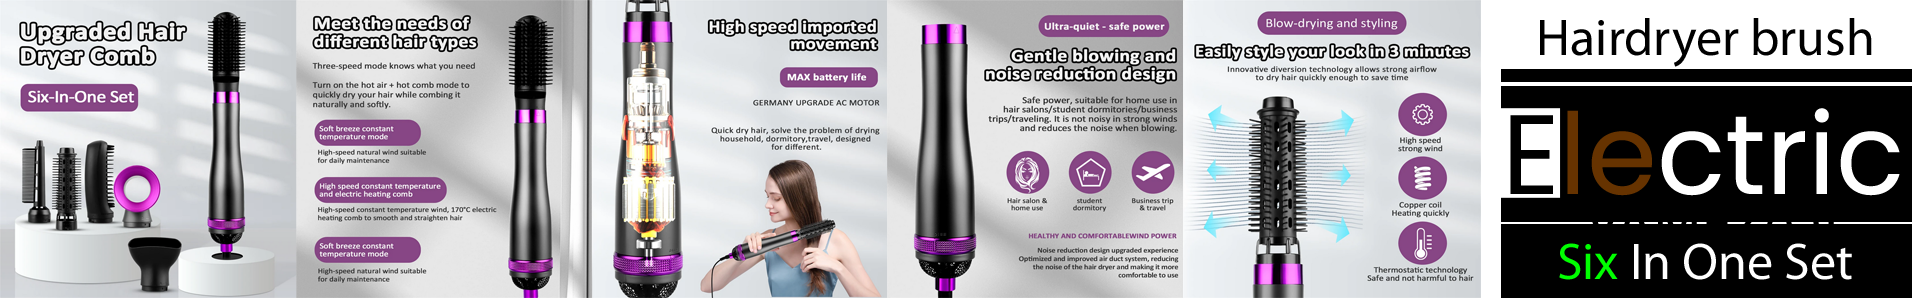 Upgraded Hair
Dryer Comb
Six-In-One Set
Meet the needs of
different hair types
Three-speed mode knows what you need
Turn on the hot air + hot comb mode to
quickly dry your hair while combing it
naturally and softly.
Soft breeze constant
temperature mode
High-speed natural wind suitable
for daily maintenance
High speed constant temperature
and electric heating comb
High-speed constant temperature wind, 170°C electric
heating comb to smooth and straighten hair
Soft breeze constant
temperature mode
High-speed natural wind suitable
for daily maintenance
High speed imported
movement
MAX battery life
GERMANY UPGRADE AC MOTOR
Quick dry hair, solve the problem of drying
household, dormitory,travel, designed
for different.
Ultra-quiet - safe power
Gentle blowing and
noise reduction design
Safe power, suitable for home use in
hair salons/student dormitories/business
trips/traveling. It is not noisy in strong winds
and reduces the noise when blowing.
Hair salon &
home use
student
dormitory
Business trip
& travel
HEALTHY AND COMFORTABLEWIND POWER
Noise reduction design upgraded experience
Optimized and improved air duct system, reducing
the noise of the hair dryer and making it more
comfortable to use
Blow-drying and styling
Easily style your look in 3 minutes
Innovative diversion technology allows strong airflow
to dry hair quickly enough to save time
High speed
strong wind
Copper coil
Heating quickly
Thermostatic technology
Safe and not harmful to hair
Hairdryer brush
Electric
Six In One Set